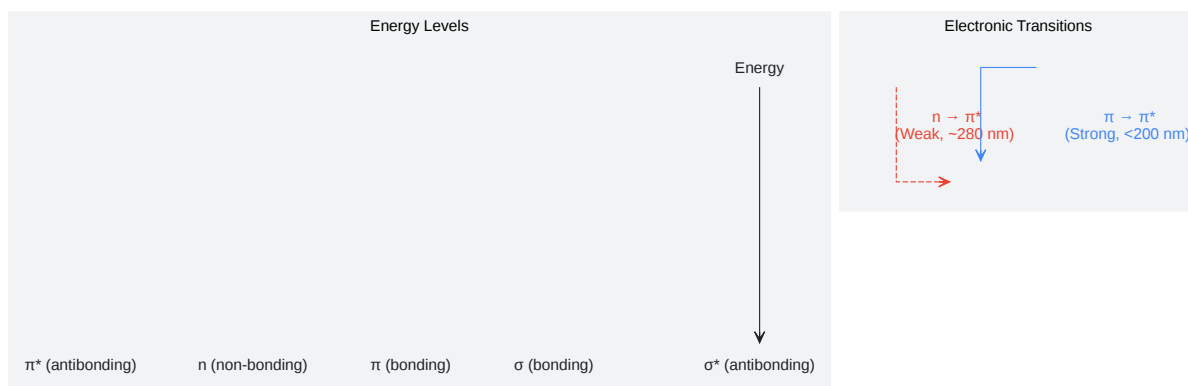 Energy Levels
Energy
π* (antibonding)
n (non-bonding)
π (bonding)
σ (bonding)
σ* (antibonding)
Electronic Transitions
n → π*
(Weak, ~280 nm)
π → π*
(Strong, <200 nm)